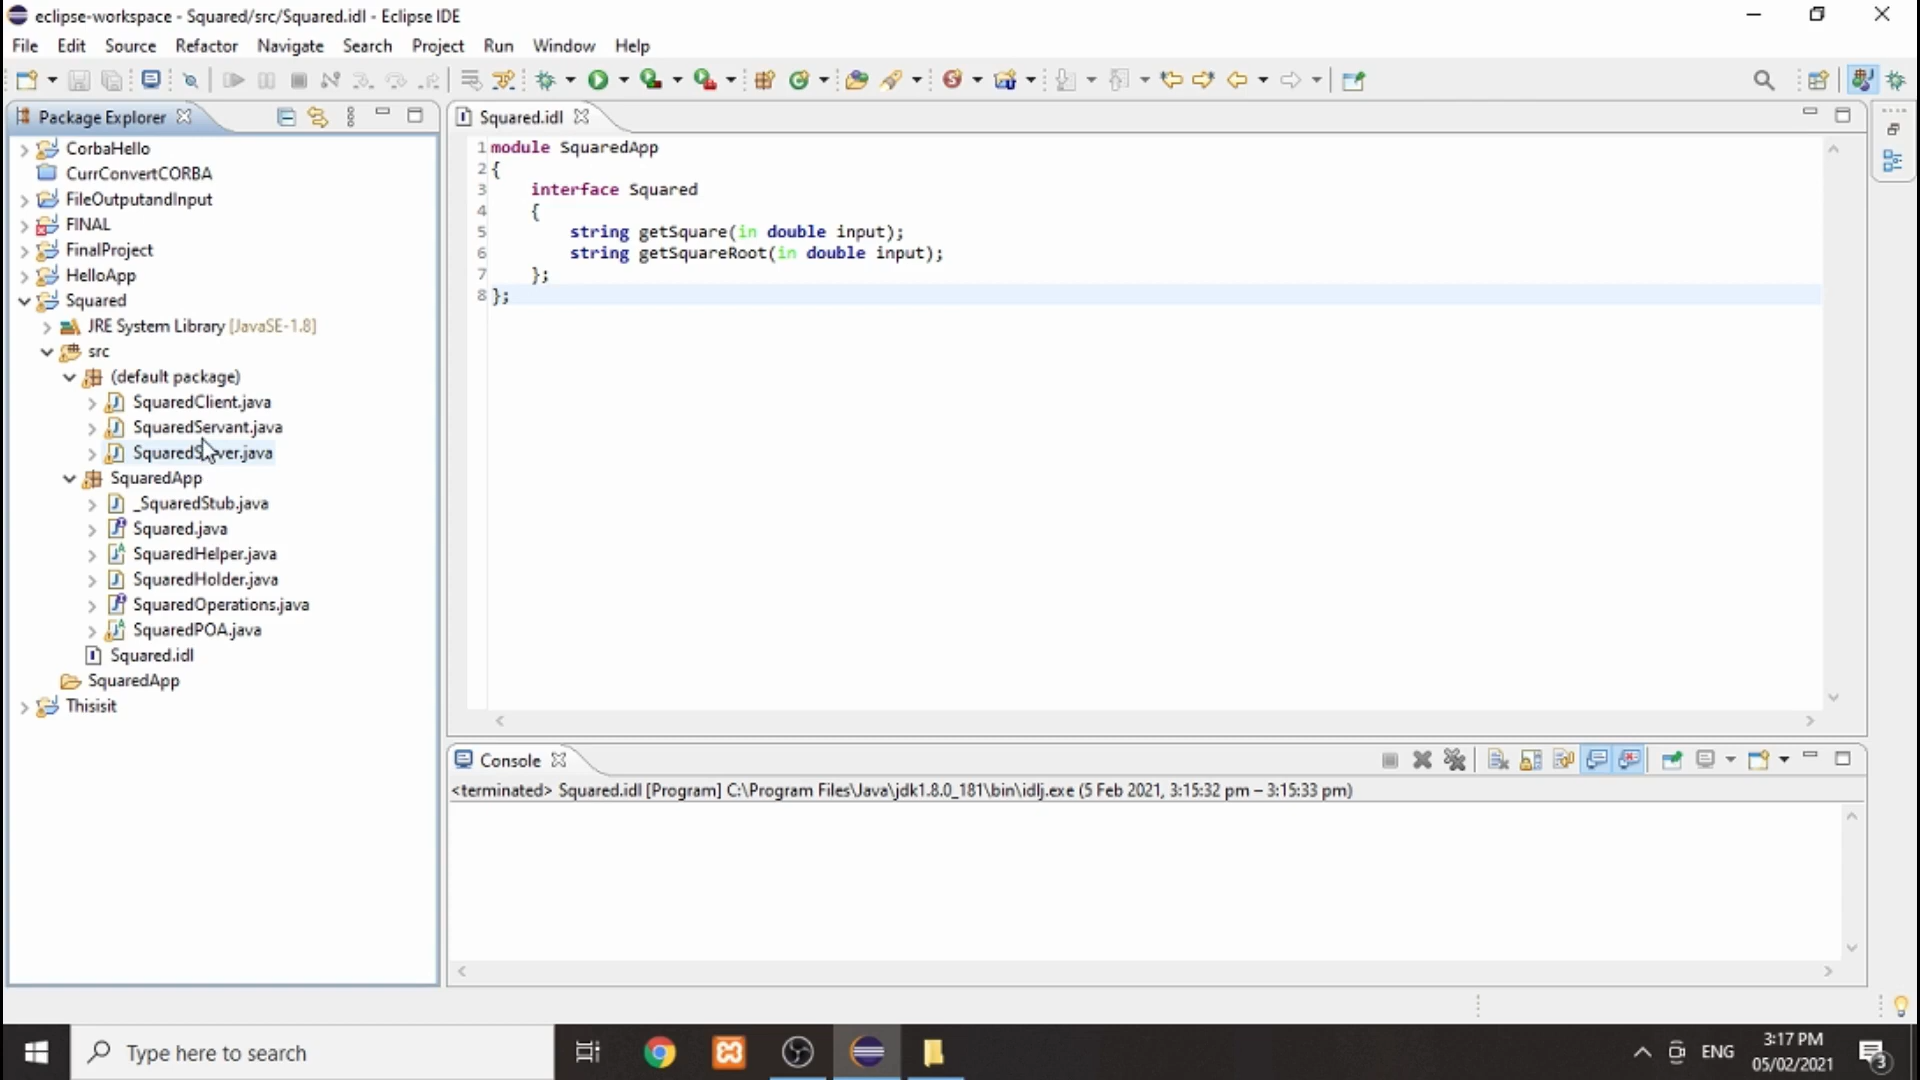 eclipse-workspace - Squared/src/Squared.idl - Eclipse IDE
File Edit Source Refactor Navigate Search Project Run Window Help
Package Explorer
CorbaHello
CurrConvertCORBA
FileOutputandInput
FINAL
FinalProject
HelloApp
Squared
JRE System Library [JavaSE-1.8]
src
(default package)
SquaredClient.java
SquaredServant.java
SquaredServer.java
SquaredApp
_SquaredStub.java
Squared.java
SquaredHelper.java
SquaredHolder.java
SquaredOperations.java
SquaredPOA.java
Squared.idl
SquaredApp
Thisisit
Squared.idl
1 module SquaredApp
2 {
3 interface Squared
4 {
5 string getSquare(in double input);
6 string getSquareRoot(in double input);
7 };
8 };
Console
<terminated> Squared.idl [Program] C:\Program Files\Java\jdk1.8.0_181\bin\idlj.exe (5 Feb 2021, 3:15:32 pm – 3:15:33 pm)
Type here to search
ENG
3:17 PM
05/02/2021
3